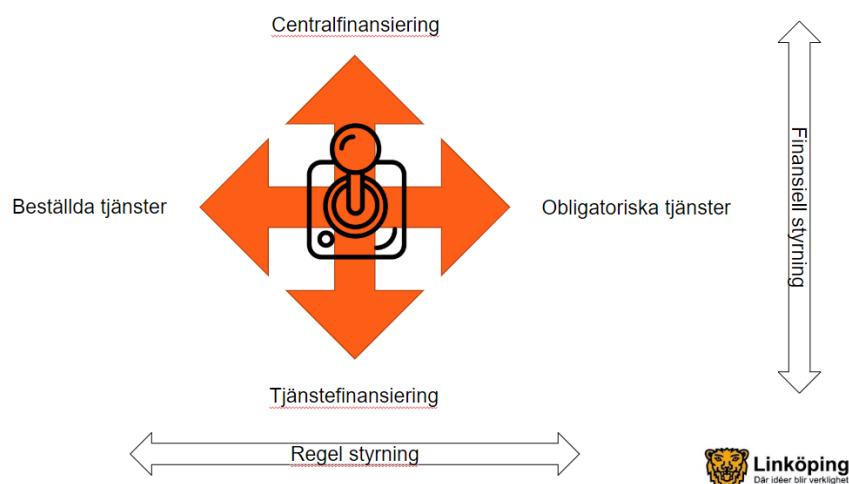 Centralfinansiering
Beställda tjänster
Obligatoriska tjänster
Finansiell styrning
Tjänstefinansiering
Regel styrning
Linköping
Där idéer blir verklighet